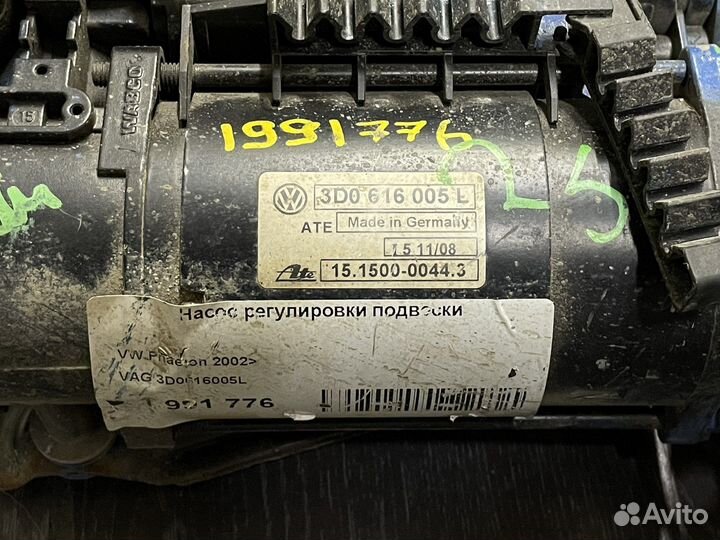 WABCO
15
1991776
25
3D0 616 005 L
ATE Made in Germany
15 11/08
Ate 15.1500-0044.3
Насос регулировки подвески
VW Phaeton 2002>
VAG 3D0616005L
991 776
Avito